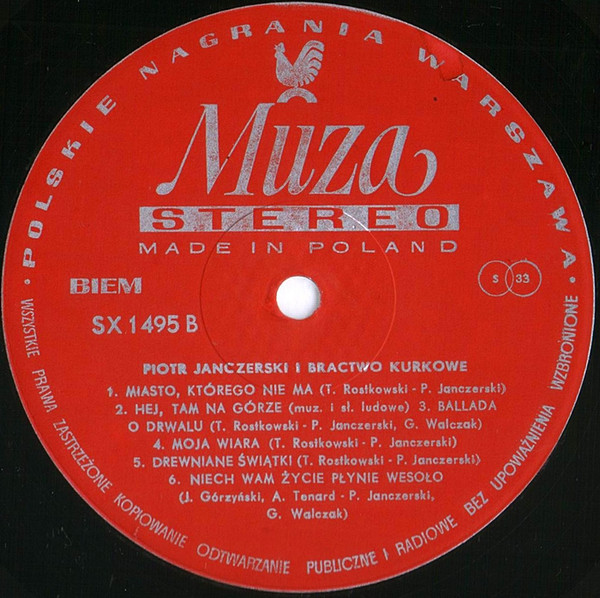 • POLSKIE NAGRANIA WARSZAWA •
Muza
STEREO
MADE IN POLAND
BIEM
S 33
SX 1495 B
PIOTR JANCZERSKI I BRACTWO KURKOWE
1. MIASTO, KTÓREGO NIE MA (T. Rostkowski - P. Janczerski)
2. HEJ, TAM NA GÓRZE (muz. i sł. ludowe) 3. BALLADA
O DRWALU (T. Rostkowski - P. Janczerski, G. Walczak)
4. MOJA WIARA (T. Rostkowski - P. Janczerski)
5. DREWNIANE ŚWIĄTKI (T. Rostkowski - P. Janczerski)
6. NIECH WAM ŻYCIE PŁYNIE WESOŁO
(J. Górzyński, A. Tenard - P. Janczerski,
G. Walczak)
WSZYSTKIE PRAWA ZASTRZEŻONE KOPIOWANIE ODTWARZANIE PUBLICZNE I RADIOWE BEZ UPOWAŻNIENIA WZBRONIONE